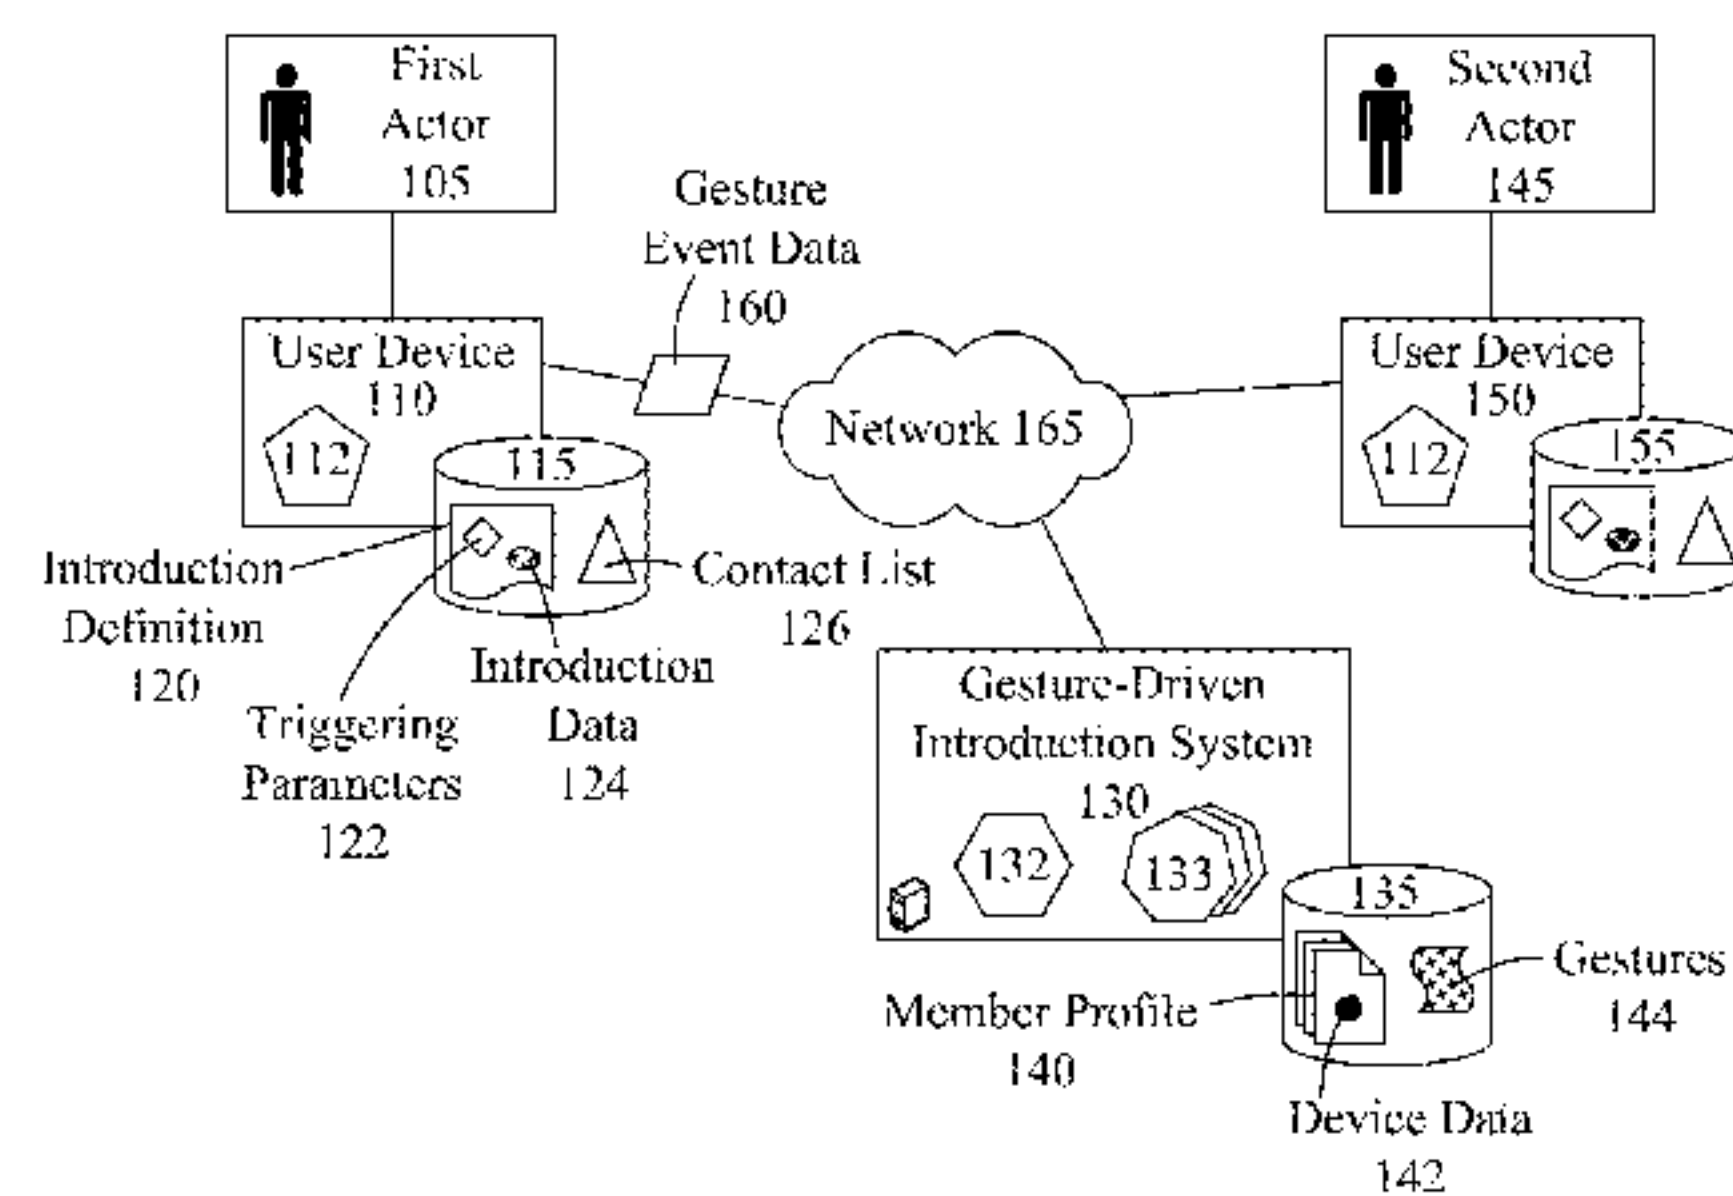 First
Actor
105
Second
Actor
145
Gesture
Event Data
160
User Device
110
112
115
Network 165
User Device
150
112
155
Introduction
Definition
120
Triggering
Parameters
122
Introduction
Data
124
Contact List
126
Gesture-Driven
Introduction System
130
132
133
135
Member Profile
140
Gestures
144
Device Data
142